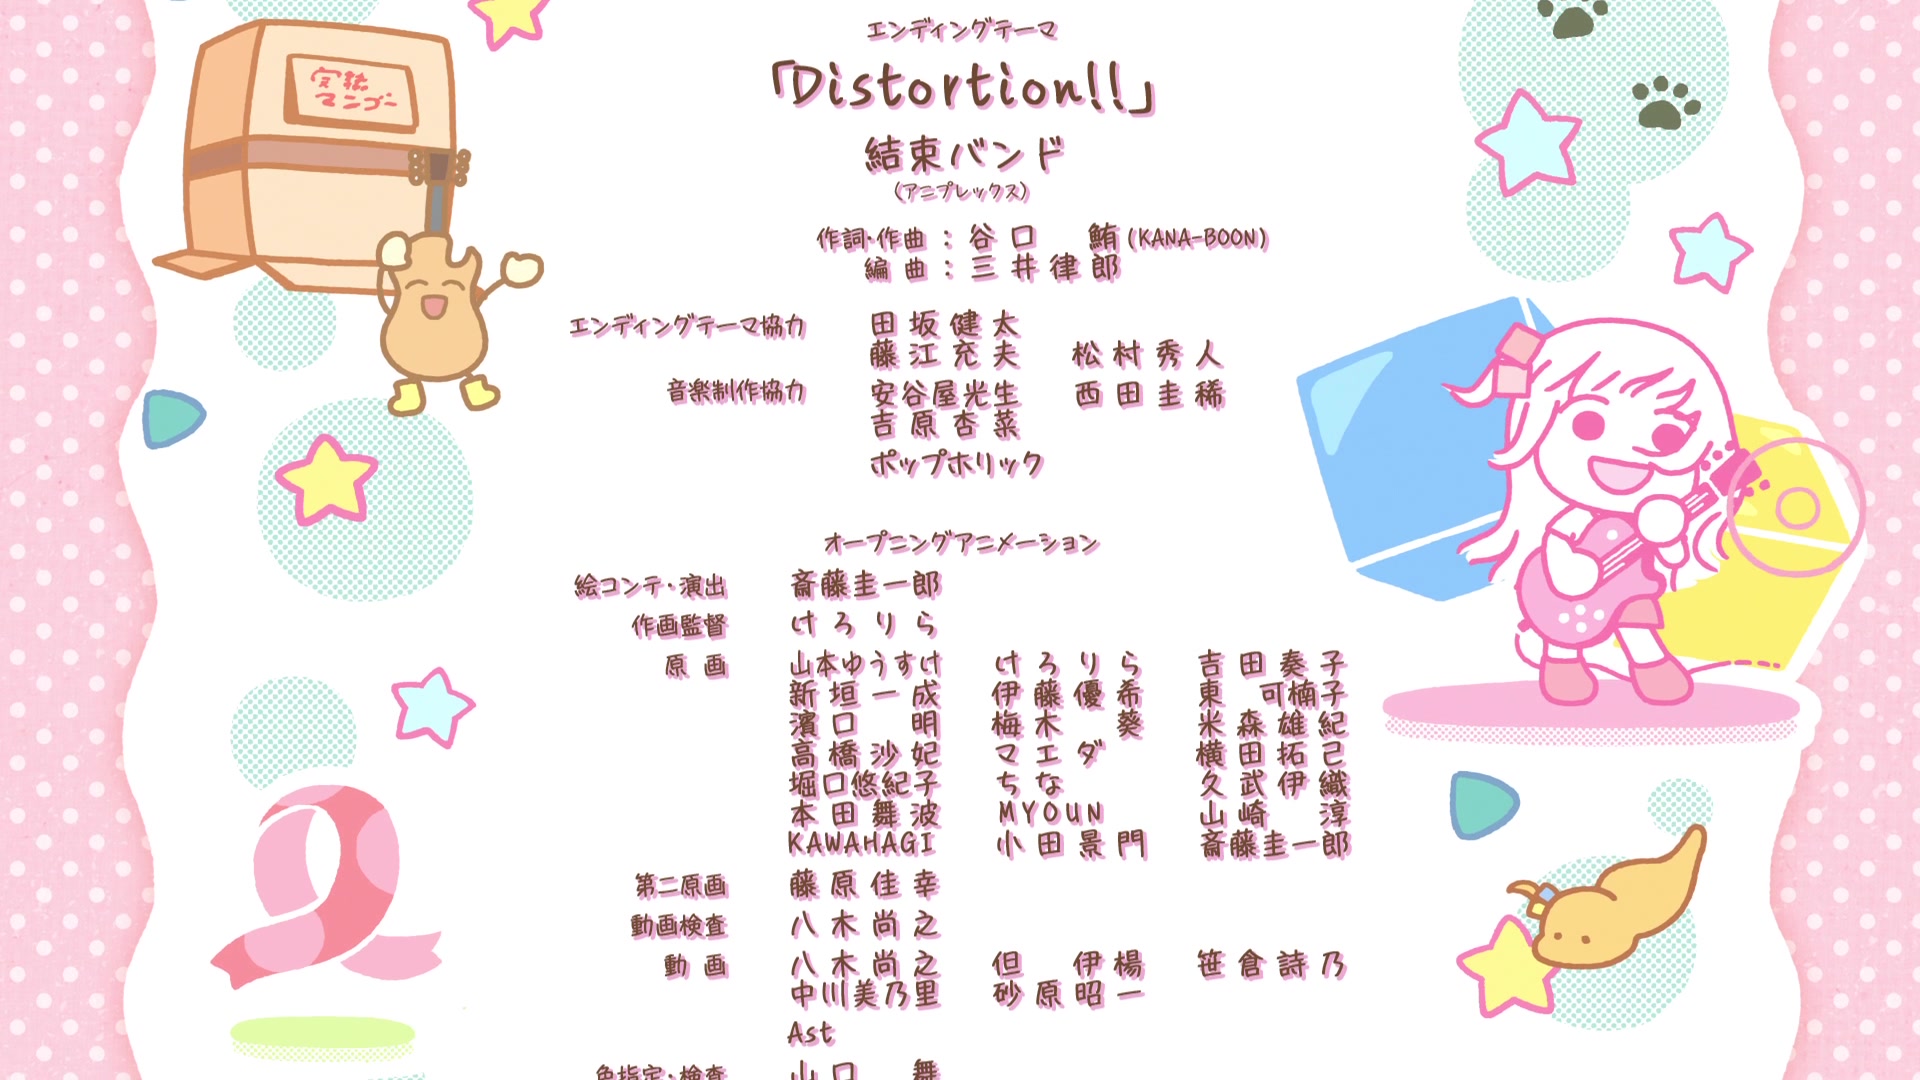 エンディングテーマ
「Distortion!!」
結束バンド
(アニプレックス)
作詞・作曲 : 谷口 鮪 (KANA-BOON)
編曲 : 三井律郎
エンディングテーマ協力 田坂健太
藤江充夫 松村秀人
音楽制作協力 安谷屋光生 西田圭稀
吉原杏菜
ポップホリック
オープニングアニメーション
絵コンテ・演出 斎藤圭一郎
作画監督 けろりら
原画 山本ゆうすけ けろりら 吉田奏子
新垣一成 伊藤優希 東 可楠子
濱口 明 梅木 葵 米森雄紀
高橋沙妃 マエダ 横田拓己
堀口悠紀子 ちな 久武伊織
本田舞波 MYOUN 山崎 淳
KAWAHAGI 小田景門 斎藤圭一郎
第二原画 藤原佳幸
動画検査 八木尚之
動画 八木尚之 但 伊楊 笹倉詩乃
中川美乃里 砂原昭一
Ast
色指定・検査 山口 舞
完熟
マンゴー